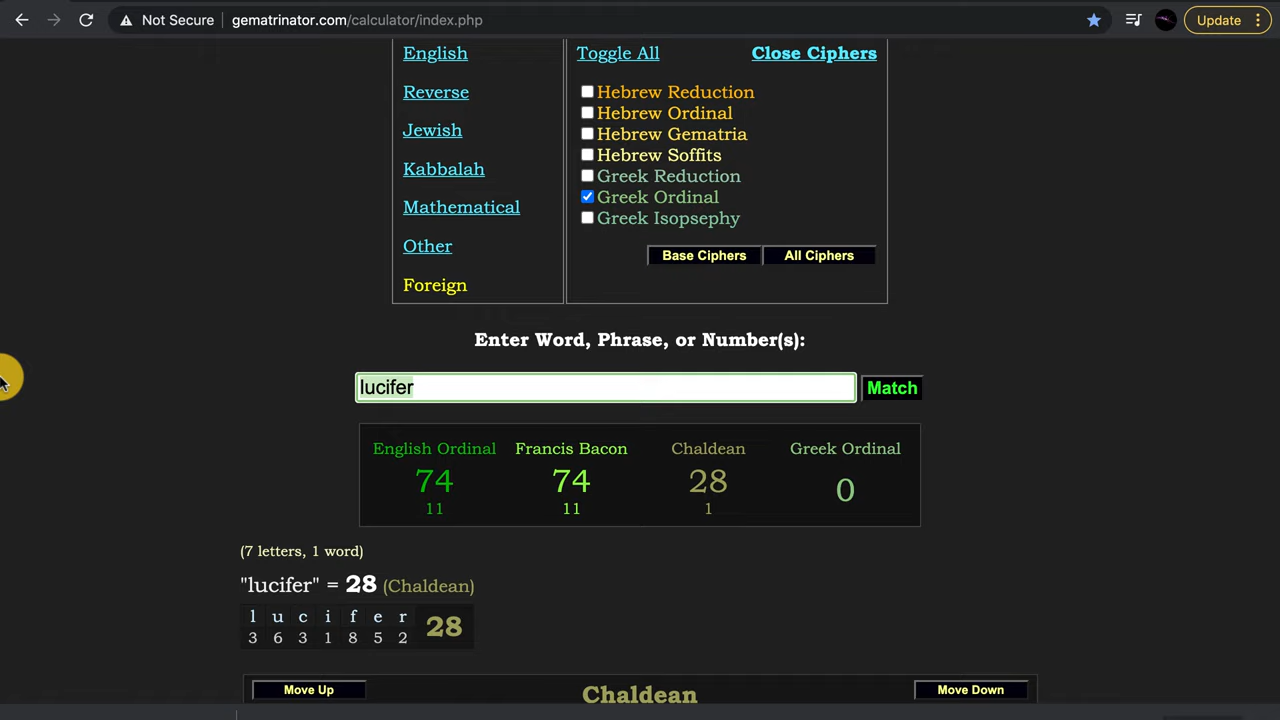 Not Secure gematrinator.com/calculator/index.php Update
English Toggle All Close Ciphers
Reverse Hebrew Reduction
Hebrew Ordinal
Jewish Hebrew Gematria
Hebrew Soffits
Kabbalah Greek Reduction
Greek Ordinal
Mathematical Greek Isopsephy
Other Base Ciphers All Ciphers
Foreign
Enter Word, Phrase, or Number(s):
lucifer Match
English Ordinal Francis Bacon Chaldean Greek Ordinal
74 74 28 0
11 11 1
(7 letters, 1 word)
"lucifer" = 28 (Chaldean)
l u c i f e r 28
3 6 3 1 8 5 2
Move Up Chaldean Move Down